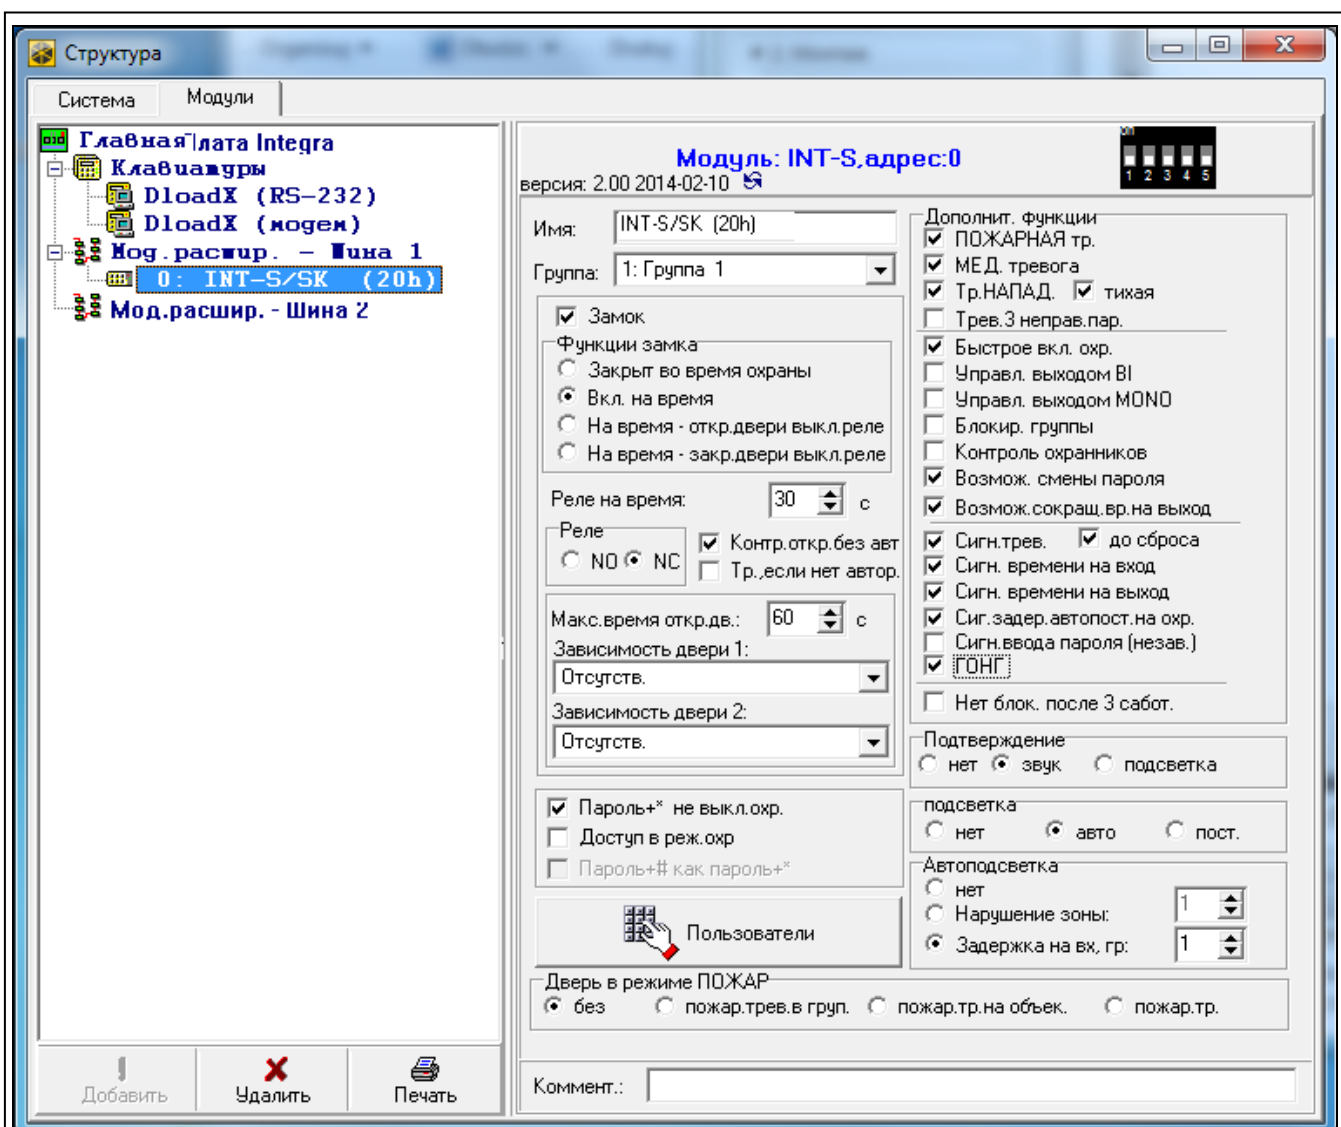 Структура
Система Модули
Главная лата Integra
Клавиатуры
DloadX (RS-232)
DloadX (модем)
Мод.расшир. - Шина 1
0: INT-S/SK (20h)
Мод.расшир. - Шина 2
Добавить Удалить Печать
Модуль: INT-S,адрес:0
версия: 2.00 2014-02-10
on
1 2 3 4 5
Имя: INT-S/SK (20h)
Группа: 1: Группа 1
Замок
Функции замка
Закрыт во время охраны
Вкл. на время
На время - откр.двери выкл.реле
На время - закр.двери выкл.реле
Реле на время: 30 с
Реле
NO NC
Контр.откр.без авт
Тр.,если нет автор.
Макс.время откр.дв.: 60 с
Зависимость двери 1:
Отсутств.
Зависимость двери 2:
Отсутств.
Пароль+* не выкл.охр.
Доступ в реж.охр
Пароль+# как пароль+*
Пользователи
Дополнит. функции
ПОЖАРНАЯ тр.
МЕД. тревога
Тр.НАПАД. тихая
Трев.3 неправ.пар.
Быстрое вкл. охр.
Управл. выходом BI
Управл. выходом MONO
Блокир. группы
Контроль охранников
Возмож. смены пароля
Возмож.сокращ.вр.на выход
Сигн.трев. до сброса
Сигн. времени на вход
Сигн. времени на выход
Сиг.задер.автопост.на охр.
Сигн.ввода пароля (незав.)
ГОНГ
Нет блок. после 3 сабот.
Подтверждение
нет звук подсветка
подсветка
нет авто пост.
Автоподсветка
нет
Нарушение зоны: 1
Задержка на вх, гр: 1
Дверь в режиме ПОЖАР
без пожар.трев.в груп. пожар.тр.на объек. пожар.тр.
Коммент.: